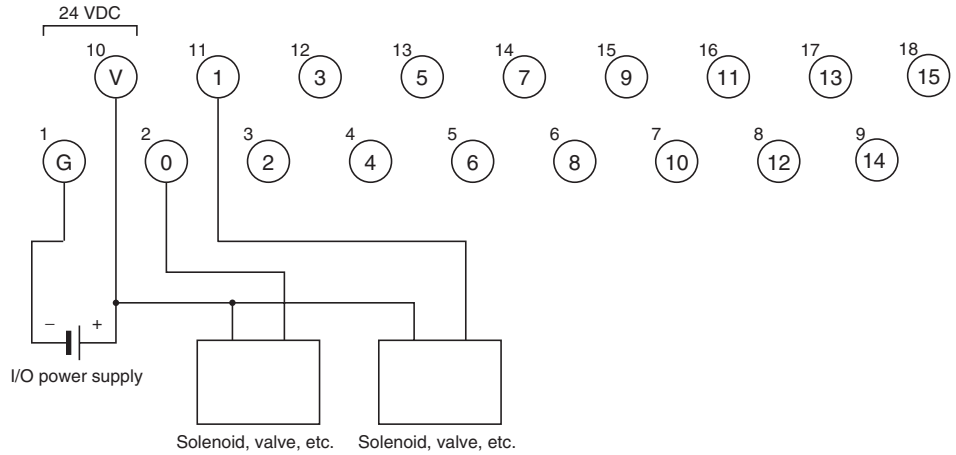 24 VDC
10 11 12 13 14 15 16 17 18
V 1 3 5 7 9 11 13 15
1 2 3 4 5 6 7 8 9
G 0 2 4 6 8 10 12 14
− +
I/O power supply
Solenoid, valve, etc. Solenoid, valve, etc.